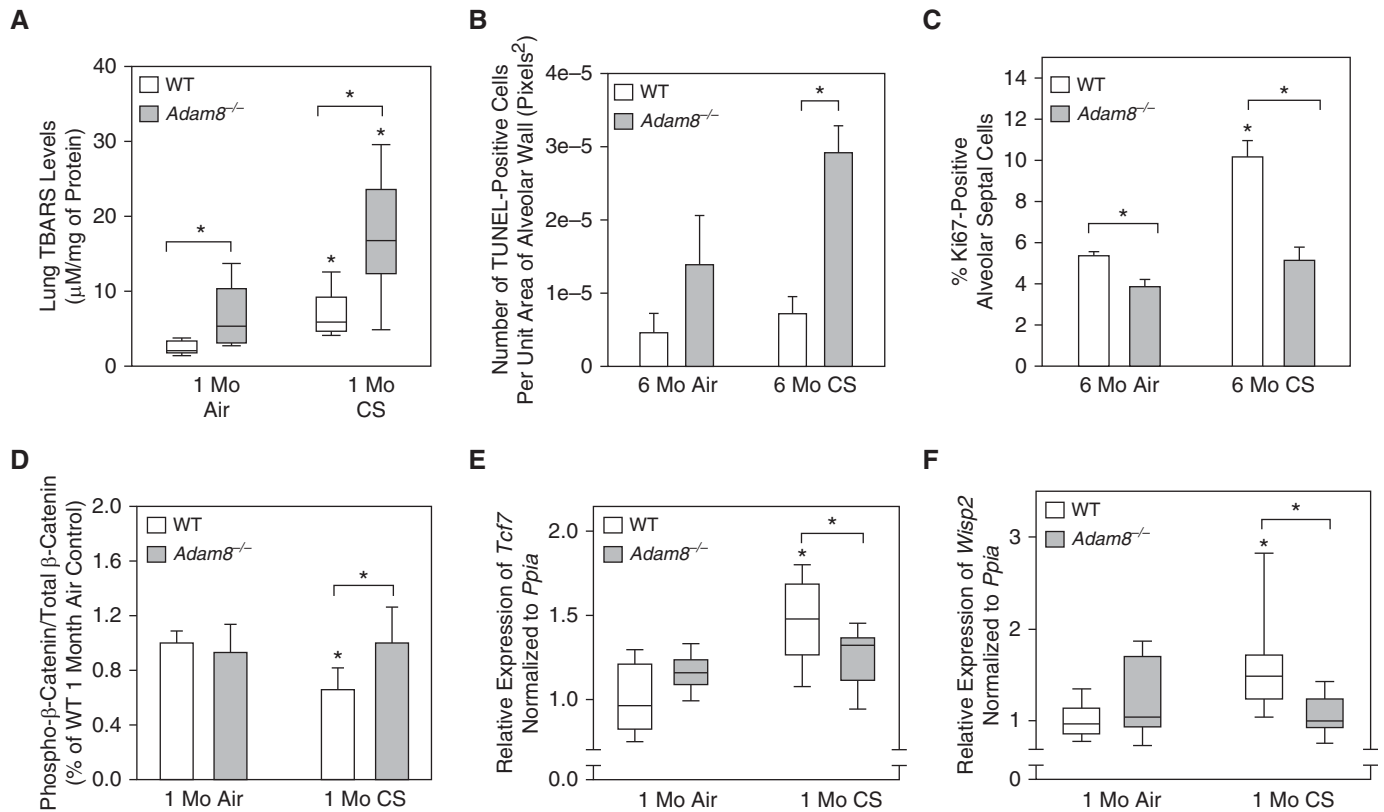 A
Lung TBARS Levels
(μM/mg of Protein)
40
30
20
10
0
WT
Adam8–/–
*
*
*
*
1 Mo
Air
1 Mo
CS
B
Number of TUNEL-Positive Cells
Per Unit Area of Alveolar Wall (Pixels2)
4e–5
3e–5
2e–5
1e–5
0
WT
Adam8–/–
*
6 Mo Air
6 Mo CS
C
% Ki67-Positive
Alveolar Septal Cells
14
12
10
8
6
4
2
0
WT
Adam8–/–
*
*
*
6 Mo Air
6 Mo CS
D
Phospho-β-Catenin/Total β-Catenin
(% of WT 1 Month Air Control)
2.0
1.6
1.2
0.8
0.4
0.0
WT
Adam8–/–
*
*
1 Mo Air
1 Mo CS
E
Relative Expression of Tcf7
Normalized to Ppia
2.0
1.5
1.0
0.0
WT
Adam8–/–
*
*
1 Mo Air
1 Mo CS
F
Relative Expression of Wisp2
Normalized to Ppia
3
2
1
0
WT
Adam8–/–
*
*
1 Mo Air
1 Mo CS